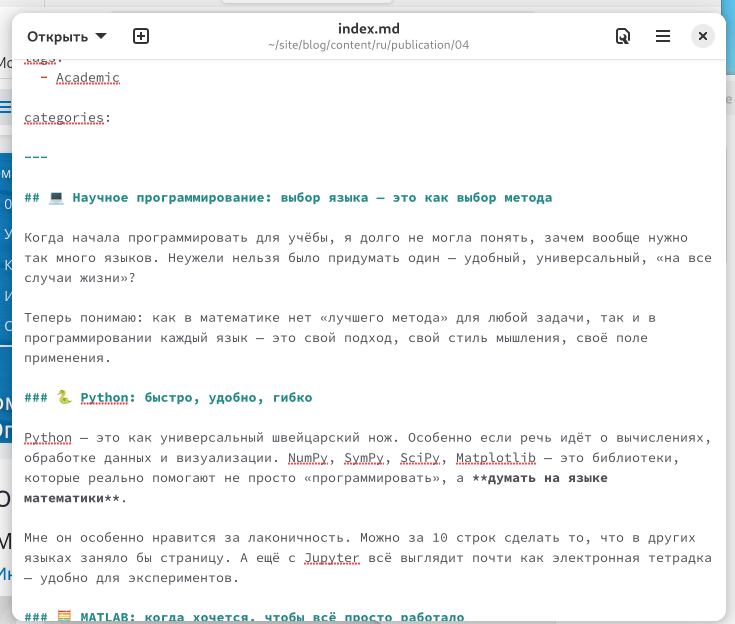 Открыть
index.md
~/site/blog/content/ru/publication/04
tags:
- Academic
categories:
---
## 💻 Научное программирование: выбор языка — это как выбор метода
Когда начала программировать для учёбы, я долго не могла понять, зачем вообще нужно
так много языков. Неужели нельзя было придумать один — удобный, универсальный, «на все
случаи жизни»?
Теперь понимаю: как в математике нет «лучшего метода» для любой задачи, так и в
программировании каждый язык — это свой подход, свой стиль мышления, своё поле
применения.
### 🐍 Python: быстро, удобно, гибко
Python — это как универсальный швейцарский нож. Особенно если речь идёт о вычислениях,
обработке данных и визуализации. NumPy, SymPy, SciPy, Matplotlib — это библиотеки,
которые реально помогают не просто «программировать», а **думать на языке
математики**.
Мне он особенно нравится за лаконичность. Можно за 10 строк сделать то, что в других
языках заняло бы страницу. А ещё с Jupyter всё выглядит почти как электронная тетрадка
— удобно для экспериментов.
### 🧮 MATLAB: когда хочется, чтобы всё просто работало